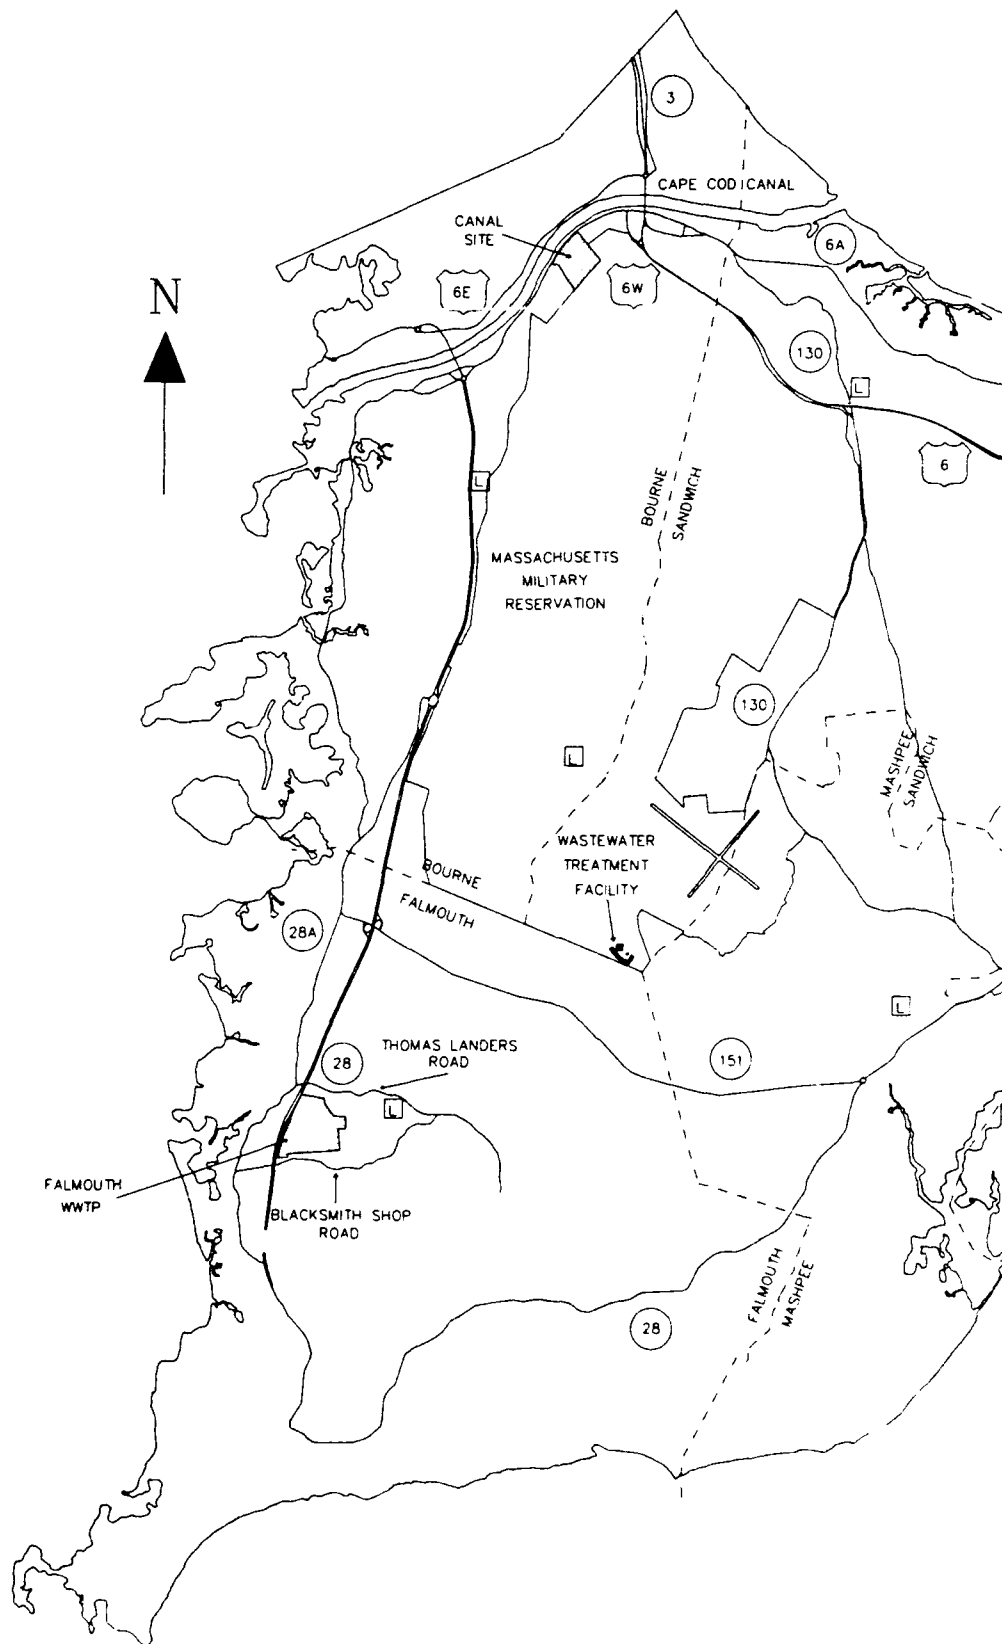 3
CAPE COD CANAL
CANAL
SITE
6A
6E
6W
N
130
L
6
L
BOURNE
SANDWICH
MASSACHUSETTS
MILITARY
RESERVATION
130
L
MASHPEE
SANDWICH
WASTEWATER
TREATMENT
FACILITY
BOURNE
FALMOUTH
28A
L
THOMAS LANDERS
ROAD
28
151
L
FALMOUTH
WWTP
BLACKSMITH SHOP
ROAD
FALMOUTH
MASHPEE
28